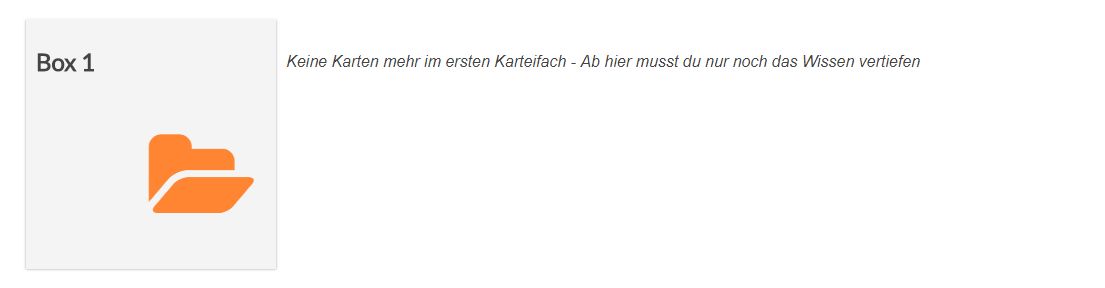 Box 1
Keine Karten mehr im ersten Karteifach - Ab hier musst du nur noch das Wissen vertiefen